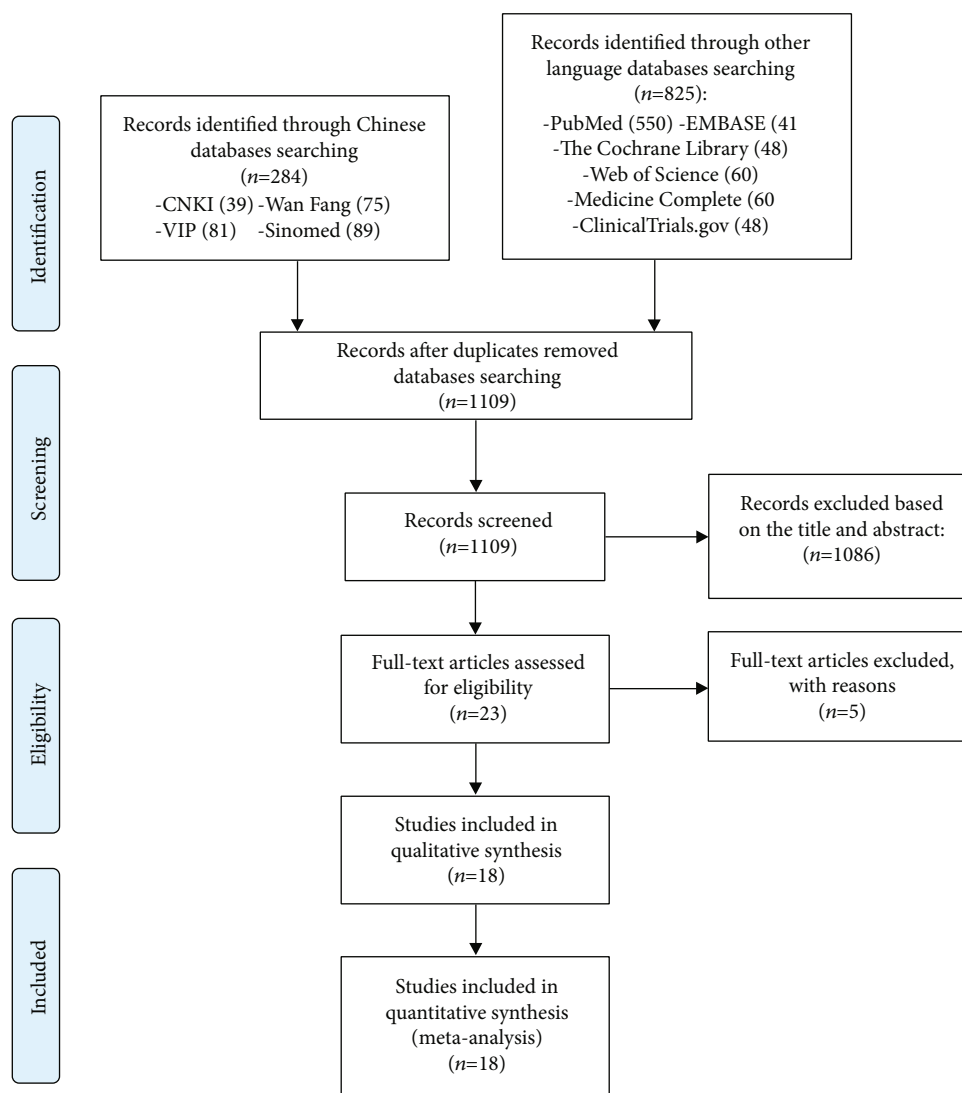 Identification
Records identified through Chinese
databases searching
(n=284)
-CNKI (39) -Wan Fang (75)
-VIP (81) -Sinomed (89)
Records identified through other
language databases searching
(n=825):
-PubMed (550) -EMBASE (41
-The Cochrane Library (48)
-Web of Science (60)
-Medicine Complete (60
-ClinicalTrials.gov (48)
Records after duplicates removed
databases searching
(n=1109)
Screening
Records screened
(n=1109)
Records excluded based
on the title and abstract:
(n=1086)
Eligibility
Full-text articles assessed
for eligibility
(n=23)
Full-text articles excluded,
with reasons
(n=5)
Studies included in
qualitative synthesis
(n=18)
Included
Studies included in
quantitative synthesis
(meta-analysis)
(n=18)